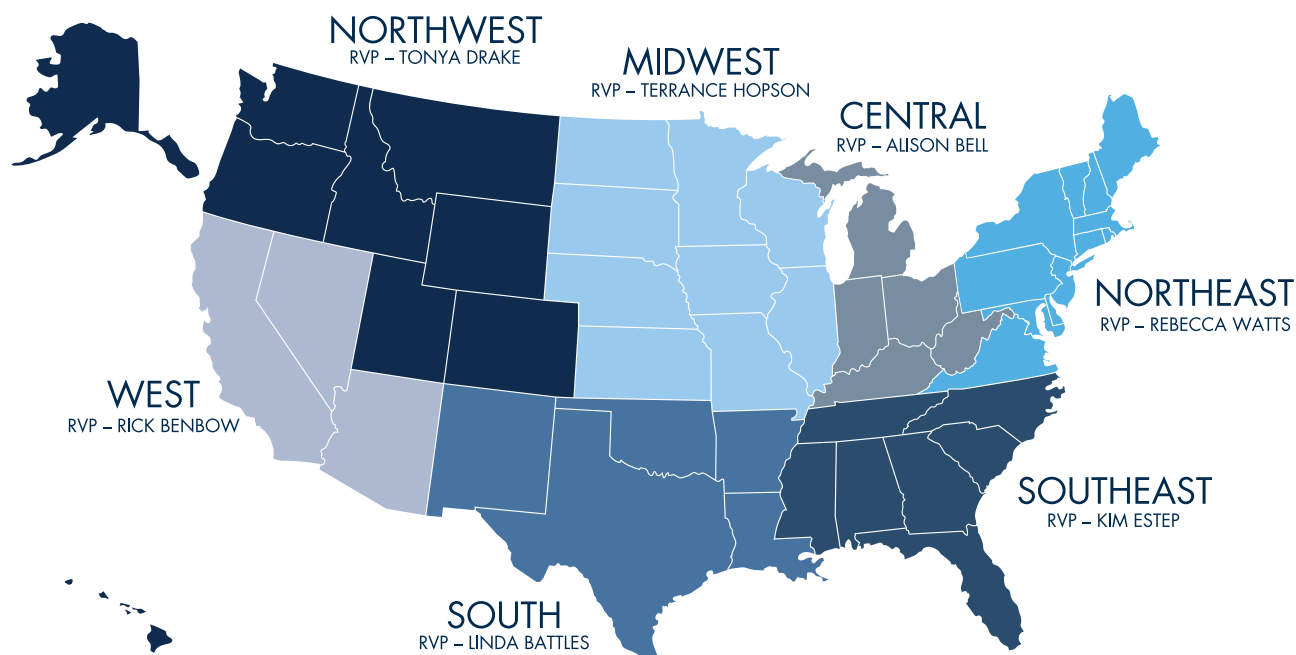 NORTHWEST
RVP – TONYA DRAKE
MIDWEST
RVP – TERRANCE HOPSON
CENTRAL
RVP – ALISON BELL
NORTHEAST
RVP – REBECCA WATTS
WEST
RVP – RICK BENBOW
SOUTHEAST
RVP – KIM ESTEP
SOUTH
RVP – LINDA BATTLES